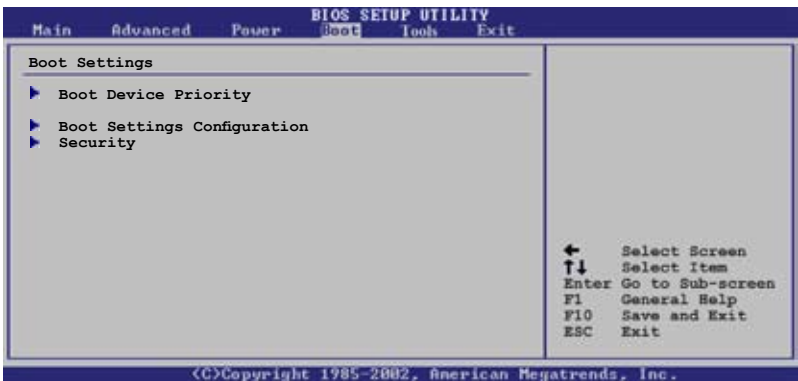 BIOS SETUP UTILITY
Main Advanced Power Boot Tools Exit
Boot Settings
Boot Device Priority
Boot Settings Configuration
Security
← Select Screen
↑↓ Select Item
Enter Go to Sub-screen
F1 General Help
F10 Save and Exit
ESC Exit
(C)Copyright 1985-2002, American Megatrends, Inc.